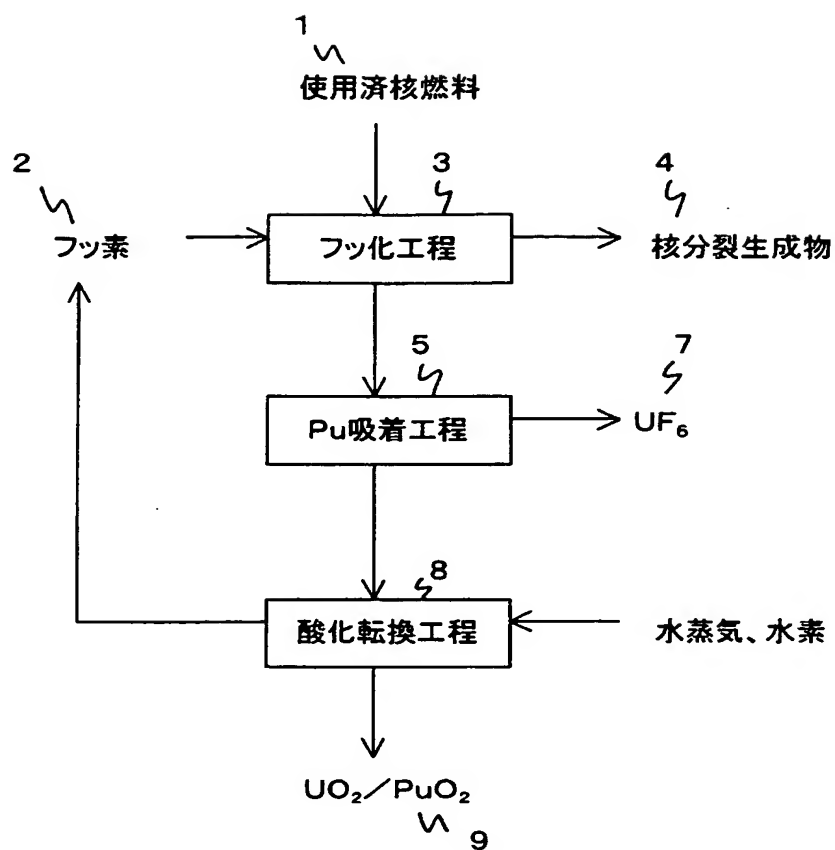 1
使用済核燃料
2
3
4
フッ素
フッ化工程
核分裂生成物
5
7
Pu吸着工程
UF₆
8
酸化転換工程
水蒸気、水素
UO₂/PuO₂
9